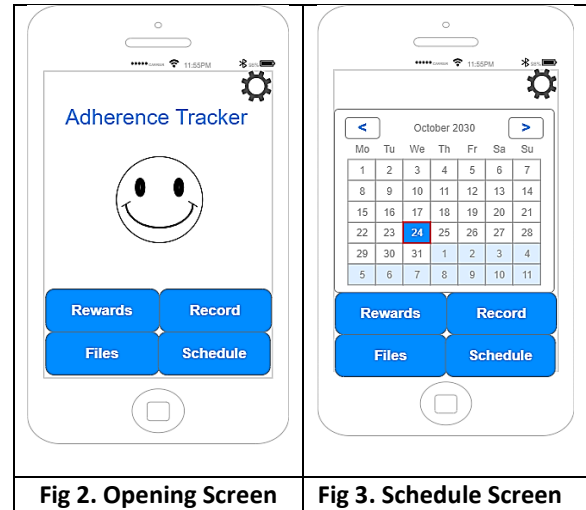 11:55PM
Adherence Tracker
Rewards Record
Files Schedule
Fig 2. Opening Screen
11:55PM
< October 2030 >
Mo Tu We Th Fr Sa Su
1 2 3 4 5 6 7
8 9 10 11 12 13 14
15 16 17 18 19 20 21
22 23 24 25 26 27 28
29 30 31 1 2 3 4
5 6 7 8 9 10 11
Rewards Record
Files Schedule
Fig 3. Schedule Screen